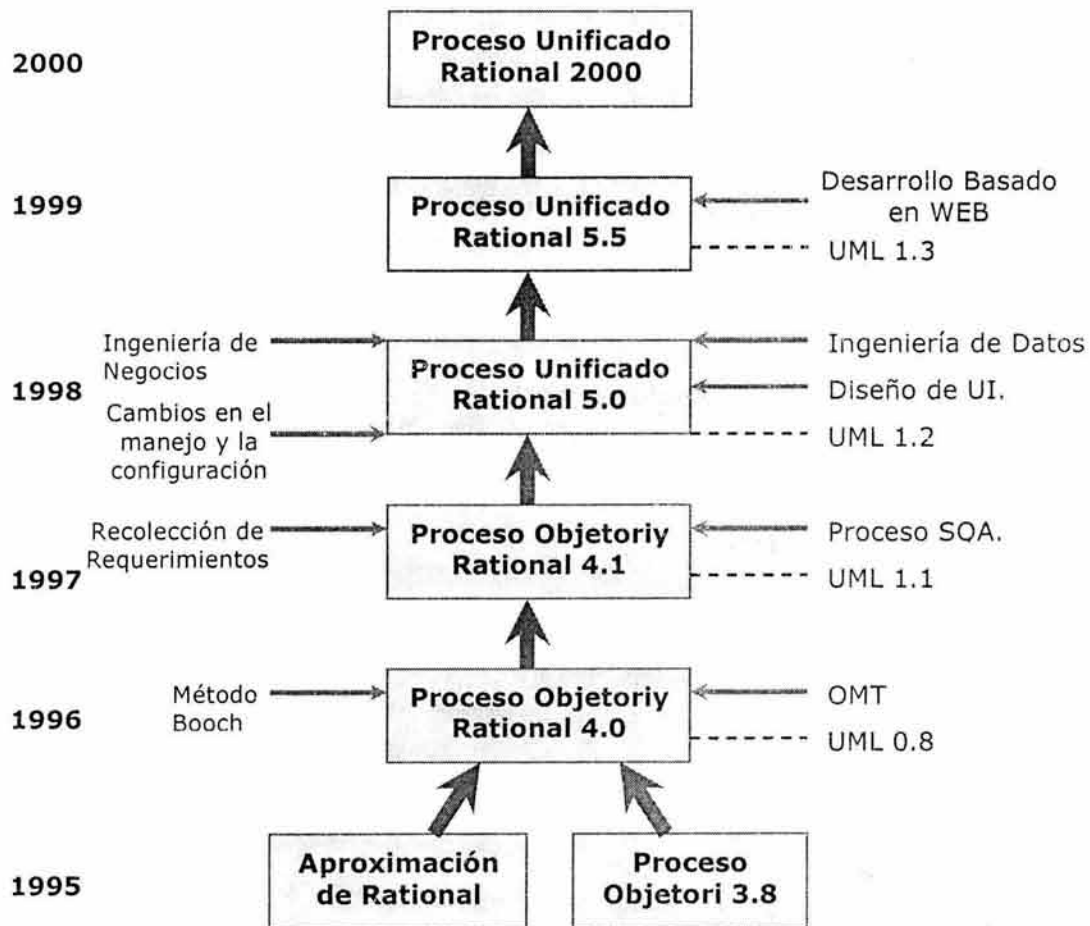 2000
Proceso Unificado
Rational 2000
1999
Proceso Unificado
Rational 5.5
Desarrollo Basado
en WEB
UML 1.3
1998
Ingeniería de
Negocios
Cambios en el
manejo y la
configuración
Proceso Unificado
Rational 5.0
Ingeniería de Datos
Diseño de UI.
UML 1.2
1997
Recolección de
Requerimientos
Proceso Objetoriy
Rational 4.1
Proceso SQA.
UML 1.1
1996
Método
Booch
Proceso Objetoriy
Rational 4.0
OMT
UML 0.8
1995
Aproximación
de Rational
Proceso
Objetori 3.8